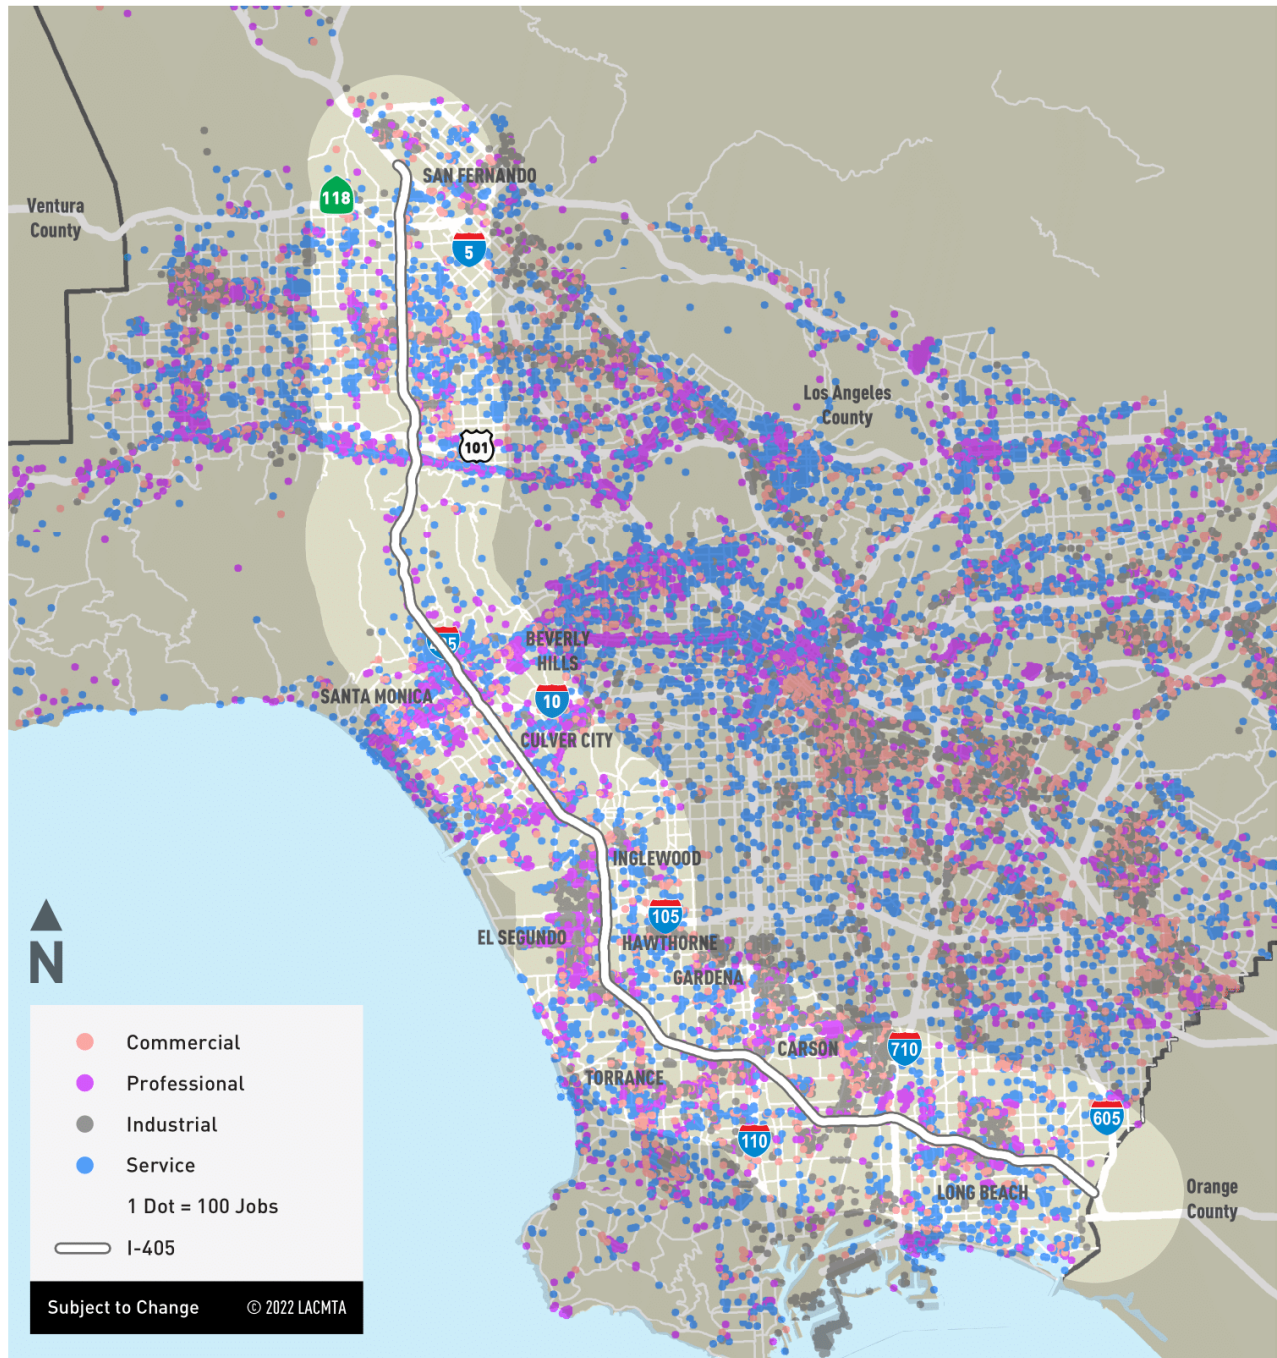 SAN FERNANDO
118
Ventura
County
5
Los Angeles
County
101
BEVERLY
HILLS
SANTA MONICA
10
CULVER CITY
INGLEWOOD
105
EL SEGUNDO
HAWTHORNE
GARDENA
N
CARSON
710
TORRANCE
605
110
LONG BEACH
Orange
County
Commercial
Professional
Industrial
Service
1 Dot = 100 Jobs
I-405
Subject to Change © 2022 LACMTA